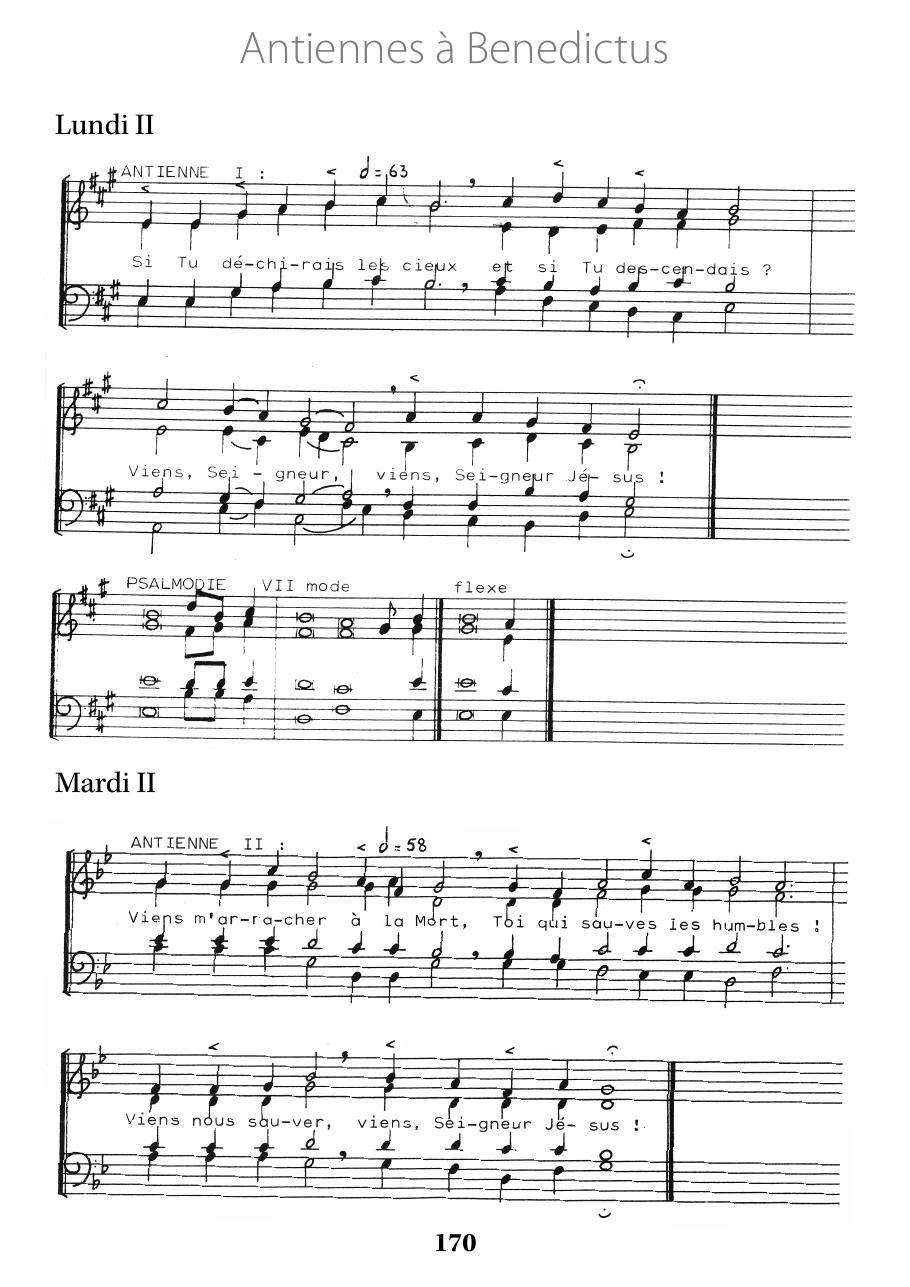 Antiennes à Benedictus
Lundi II
ANTIENNE I : 𝅗𝅥 = 63
Si Tu dé-chi-rais les cieux et si Tu des-cen-dais ?
Viens, Sei - gneur, viens, Sei-gneur Jé- sus !
PSALMODIE VII mode flexe
Mardi II
ANTIENNE II : 𝅗𝅥 = 58
Viens m'ar-ra-cher à la Mort, Toi qui sau-ves les hum-bles !
Viens nous sau-ver, viens, Sei-gneur Jé- sus !
170